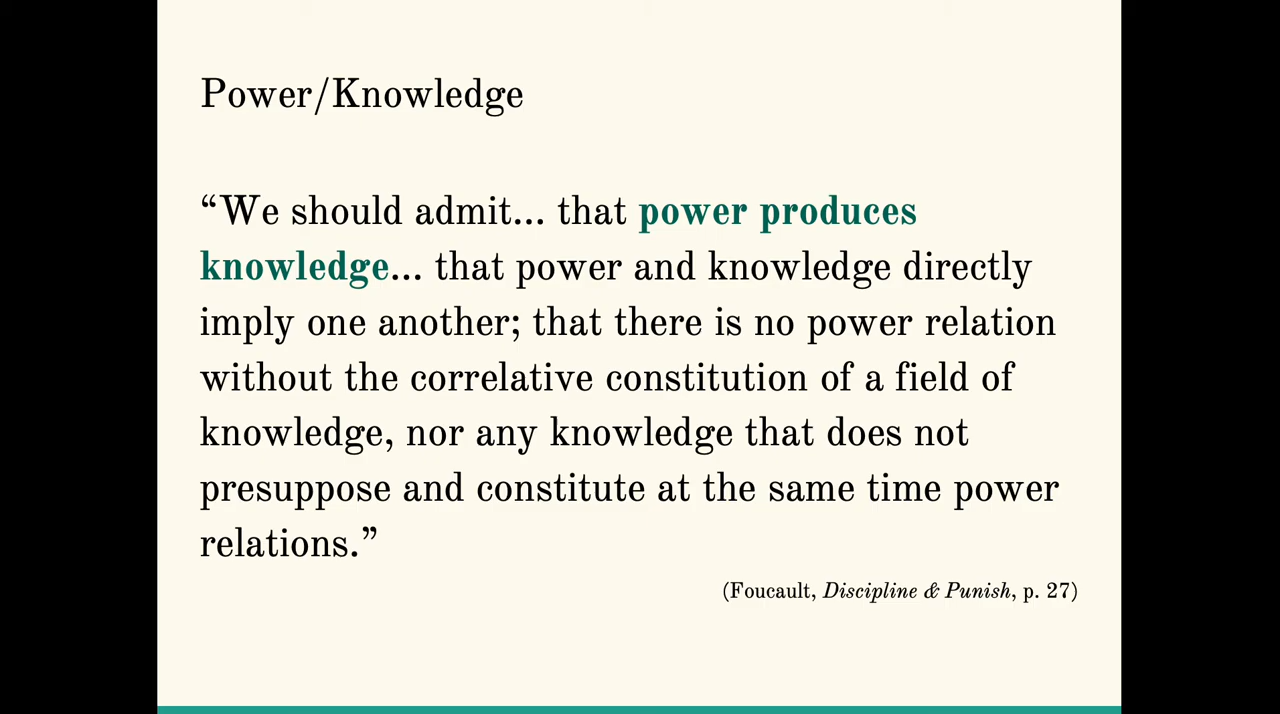 Power/Knowledge
“We should admit... that power produces
knowledge... that power and knowledge directly
imply one another; that there is no power relation
without the correlative constitution of a field of
knowledge, nor any knowledge that does not
presuppose and constitute at the same time power
relations.”
(Foucault, Discipline & Punish, p. 27)